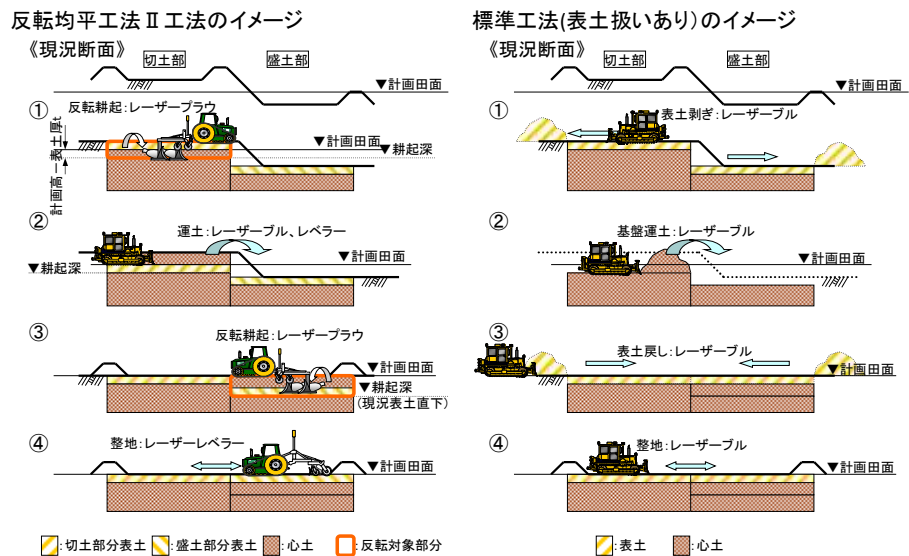 反転均平工法Ⅱ工法のイメージ
《現況断面》
切土部
盛土部
▼計画田面
①
反転耕起:レーザープラウ
▼計画田面
▼耕起深
計画高－表土厚t
②
運土:レーザーブル、レベラー
▼計画田面
▼耕起深
③
反転耕起:レーザープラウ
▼計画田面
▼耕起深
(現況表土直下)
④
整地:レーザーレベラー
▼計画田面
:切土部分表土
:盛土部分表土
:心土
:反転対象部分
標準工法(表土扱いあり)のイメージ
《現況断面》
切土部
盛土部
▼計画田面
①
表土剥ぎ:レーザーブル
▼計画田面
②
基盤運土:レーザーブル
▼計画田面
③
表土戻し:レーザーブル
▼計画田面
④
整地:レーザーブル
▼計画田面
:表土
:心土